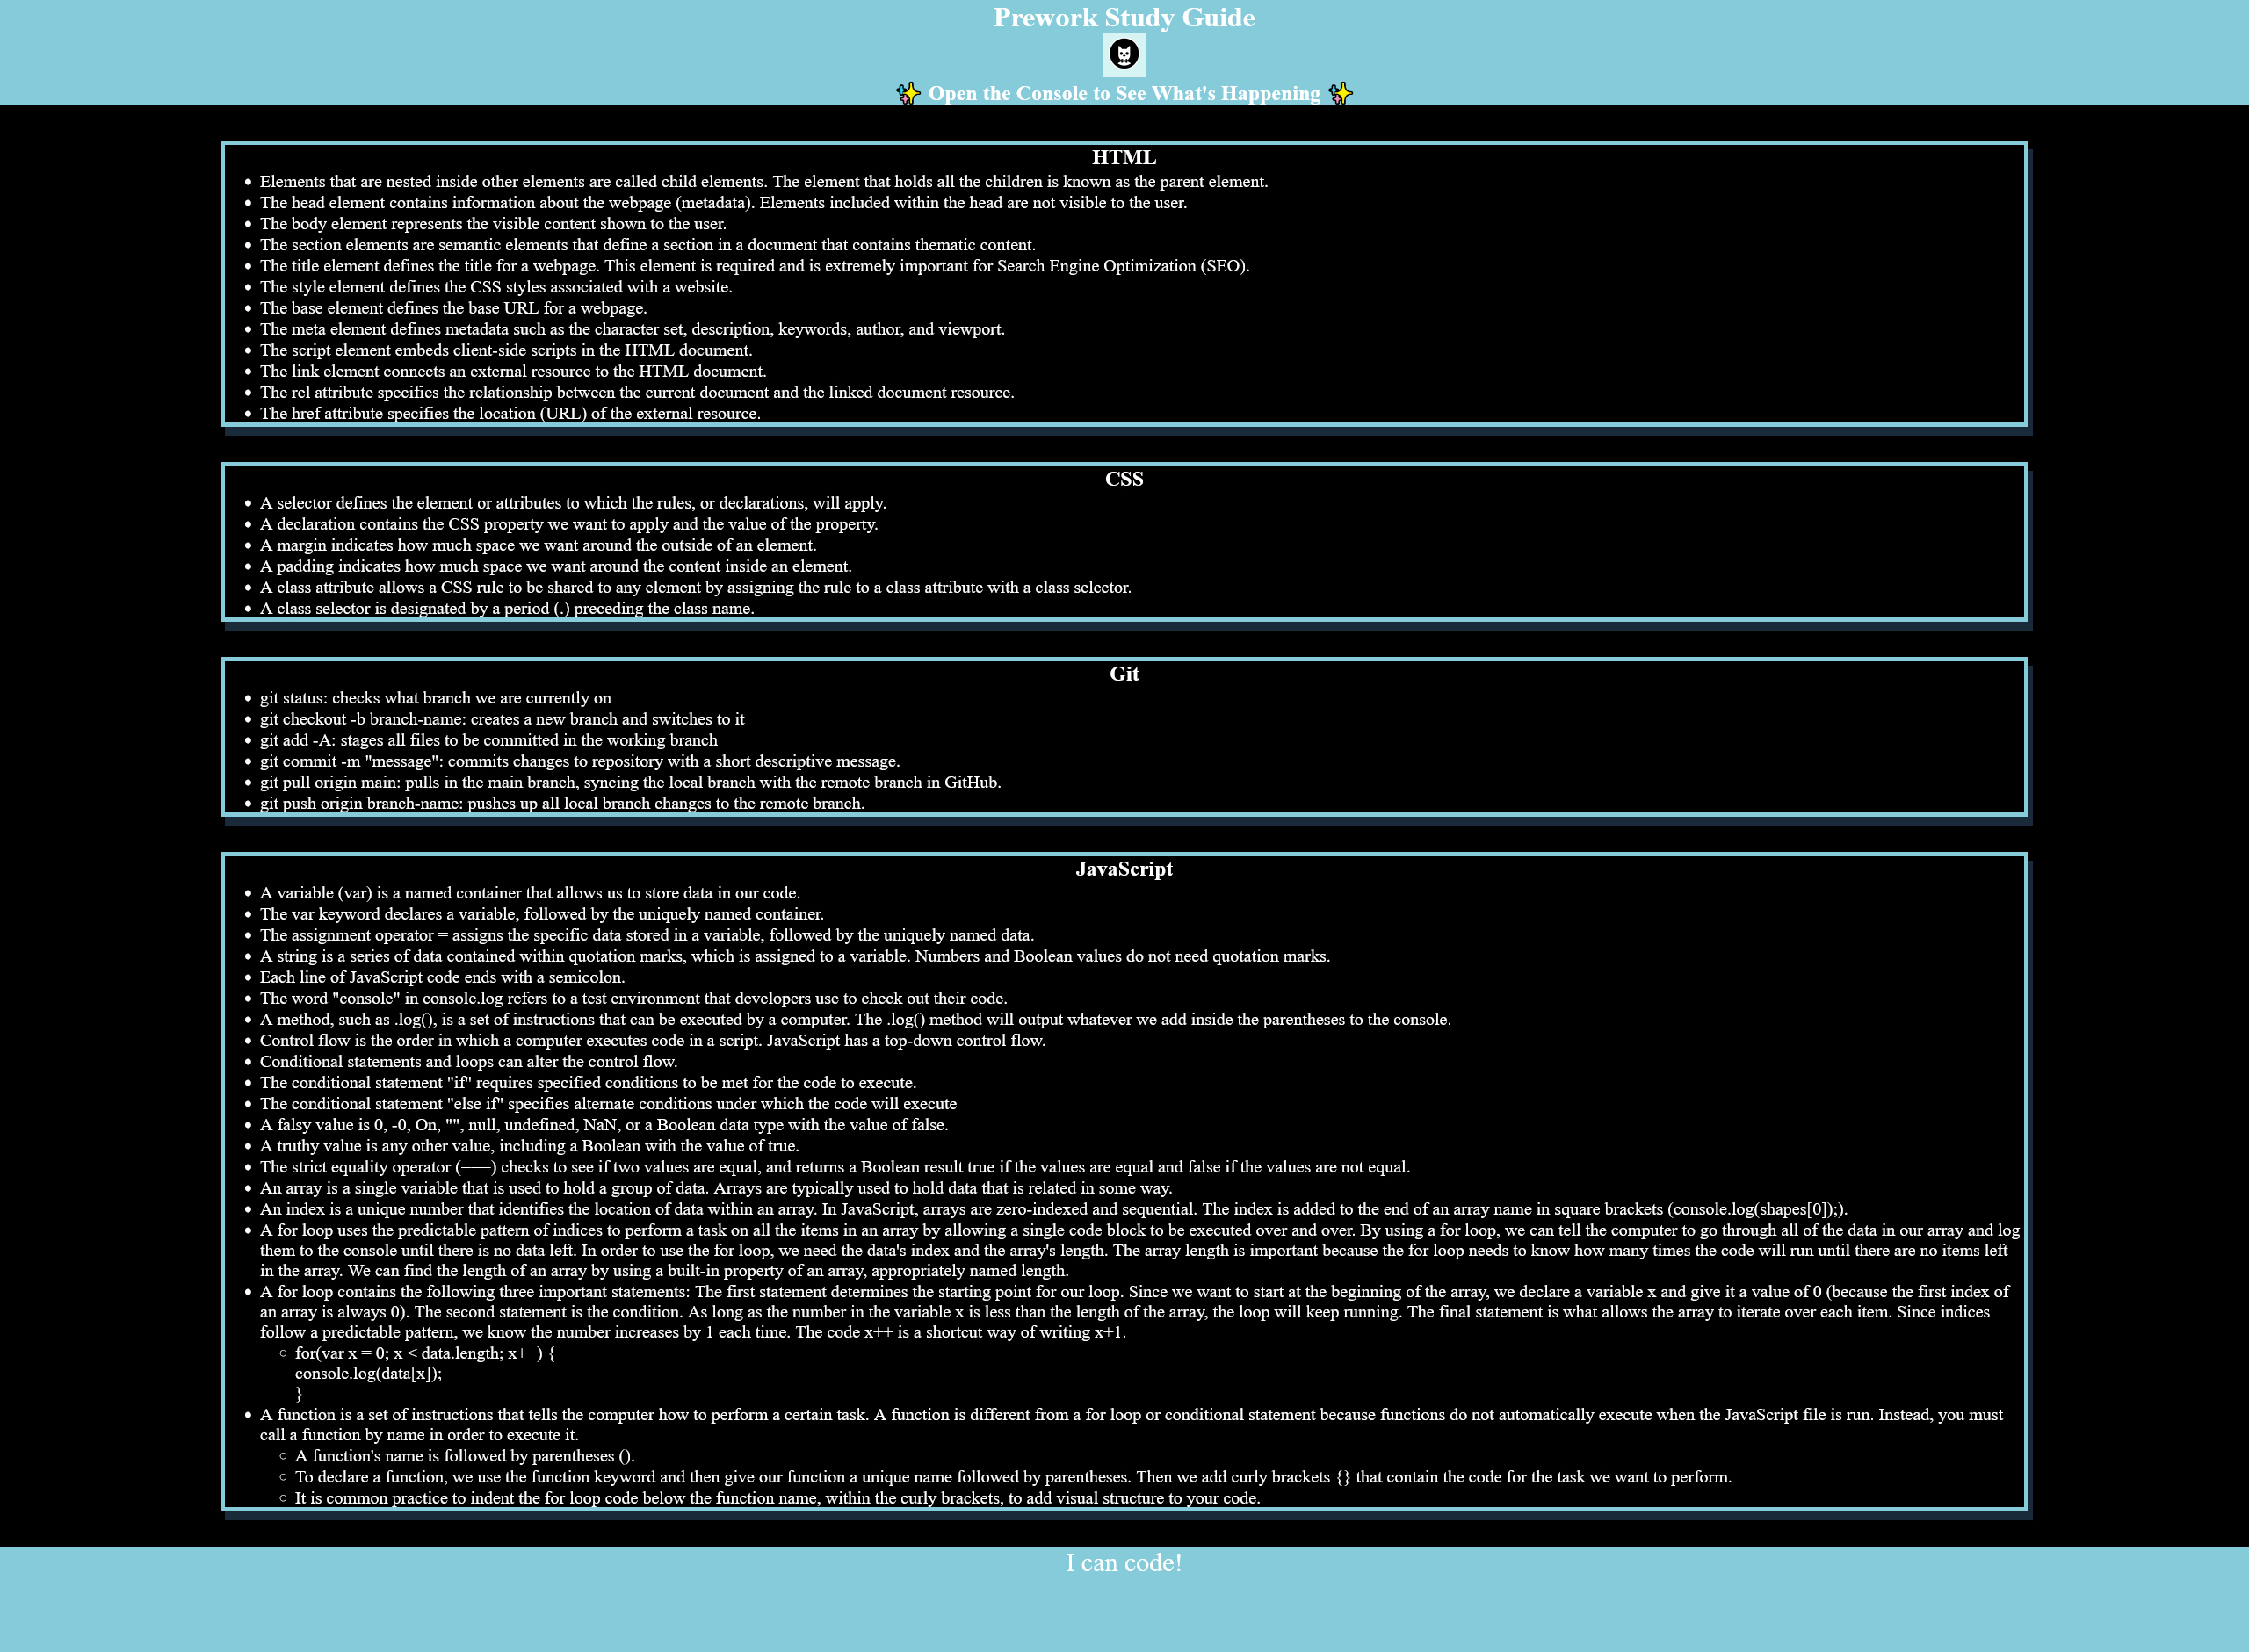 Prework Study Guide
✨ Open the Console to See What's Happening ✨
HTML
• Elements that are nested inside other elements are called child elements. The element that holds all the children is known as the parent element.
• The head element contains information about the webpage (metadata). Elements included within the head are not visible to the user.
• The body element represents the visible content shown to the user.
• The section elements are semantic elements that define a section in a document that contains thematic content.
• The title element defines the title for a webpage. This element is required and is extremely important for Search Engine Optimization (SEO).
• The style element defines the CSS styles associated with a website.
• The base element defines the base URL for a webpage.
• The meta element defines metadata such as the character set, description, keywords, author, and viewport.
• The script element embeds client-side scripts in the HTML document.
• The link element connects an external resource to the HTML document.
• The rel attribute specifies the relationship between the current document and the linked document resource.
• The href attribute specifies the location (URL) of the external resource.
CSS
• A selector defines the element or attributes to which the rules, or declarations, will apply.
• A declaration contains the CSS property we want to apply and the value of the property.
• A margin indicates how much space we want around the outside of an element.
• A padding indicates how much space we want around the content inside an element.
• A class attribute allows a CSS rule to be shared to any element by assigning the rule to a class attribute with a class selector.
• A class selector is designated by a period (.) preceding the class name.
Git
• git status: checks what branch we are currently on
• git checkout -b branch-name: creates a new branch and switches to it
• git add -A: stages all files to be committed in the working branch
• git commit -m "message": commits changes to repository with a short descriptive message.
• git pull origin main: pulls in the main branch, syncing the local branch with the remote branch in GitHub.
• git push origin branch-name: pushes up all local branch changes to the remote branch.
JavaScript
• A variable (var) is a named container that allows us to store data in our code.
• The var keyword declares a variable, followed by the uniquely named container.
• The assignment operator = assigns the specific data stored in a variable, followed by the uniquely named data.
• A string is a series of data contained within quotation marks, which is assigned to a variable. Numbers and Boolean values do not need quotation marks.
• Each line of JavaScript code ends with a semicolon.
• The word "console" in console.log refers to a test environment that developers use to check out their code.
• A method, such as .log(), is a set of instructions that can be executed by a computer. The .log() method will output whatever we add inside the parentheses to the console.
• Control flow is the order in which a computer executes code in a script. JavaScript has a top-down control flow.
• Conditional statements and loops can alter the control flow.
• The conditional statement "if" requires specified conditions to be met for the code to execute.
• The conditional statement "else if" specifies alternate conditions under which the code will execute
• A falsy value is 0, -0, On, "", null, undefined, NaN, or a Boolean data type with the value of false.
• A truthy value is any other value, including a Boolean with the value of true.
• The strict equality operator (===) checks to see if two values are equal, and returns a Boolean result true if the values are equal and false if the values are not equal.
• An array is a single variable that is used to hold a group of data. Arrays are typically used to hold data that is related in some way.
• An index is a unique number that identifies the location of data within an array. In JavaScript, arrays are zero-indexed and sequential. The index is added to the end of an array name in square brackets (console.log(shapes[0]);).
• A for loop uses the predictable pattern of indices to perform a task on all the items in an array by allowing a single code block to be executed over and over. By using a for loop, we can tell the computer to go through all of the data in our array and log
them to the console until there is no data left. In order to use the for loop, we need the data's index and the array's length. The array length is important because the for loop needs to know how many times the code will run until there are no items left
in the array. We can find the length of an array by using a built-in property of an array, appropriately named length.
• A for loop contains the following three important statements: The first statement determines the starting point for our loop. Since we want to start at the beginning of the array, we declare a variable x and give it a value of 0 (because the first index of
an array is always 0). The second statement is the condition. As long as the number in the variable x is less than the length of the array, the loop will keep running. The final statement is what allows the array to iterate over each item. Since indices
follow a predictable pattern, we know the number increases by 1 each time. The code x++ is a shortcut way of writing x+1.
◦ for(var x = 0; x < data.length; x++) {
console.log(data[x]);
}
• A function is a set of instructions that tells the computer how to perform a certain task. A function is different from a for loop or conditional statement because functions do not automatically execute when the JavaScript file is run. Instead, you must
call a function by name in order to execute it.
◦ A function's name is followed by parentheses ().
◦ To declare a function, we use the function keyword and then give our function a unique name followed by parentheses. Then we add curly brackets {} that contain the code for the task we want to perform.
◦ It is common practice to indent the for loop code below the function name, within the curly brackets, to add visual structure to your code.
I can code!